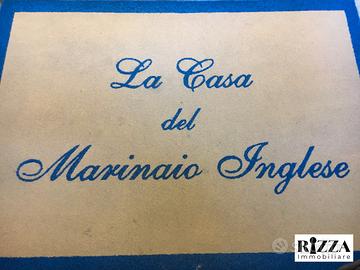 La Casa
del
Marinaio Inglese
RIZZA
immobiliare